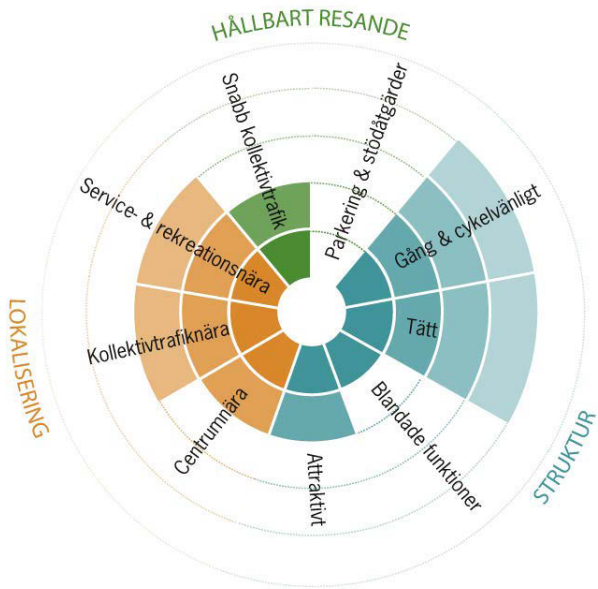 HÅLLBART RESANDE
Snabb kollektivtrafik
Parkering & stödåtgärder
Service- & rekreationsnära
Gång & cykelvänligt
LOKALISERING
Kollektivtrafiknära
Tätt
Centrumnära
Attraktivt
Blandade funktioner
STRUKTUR